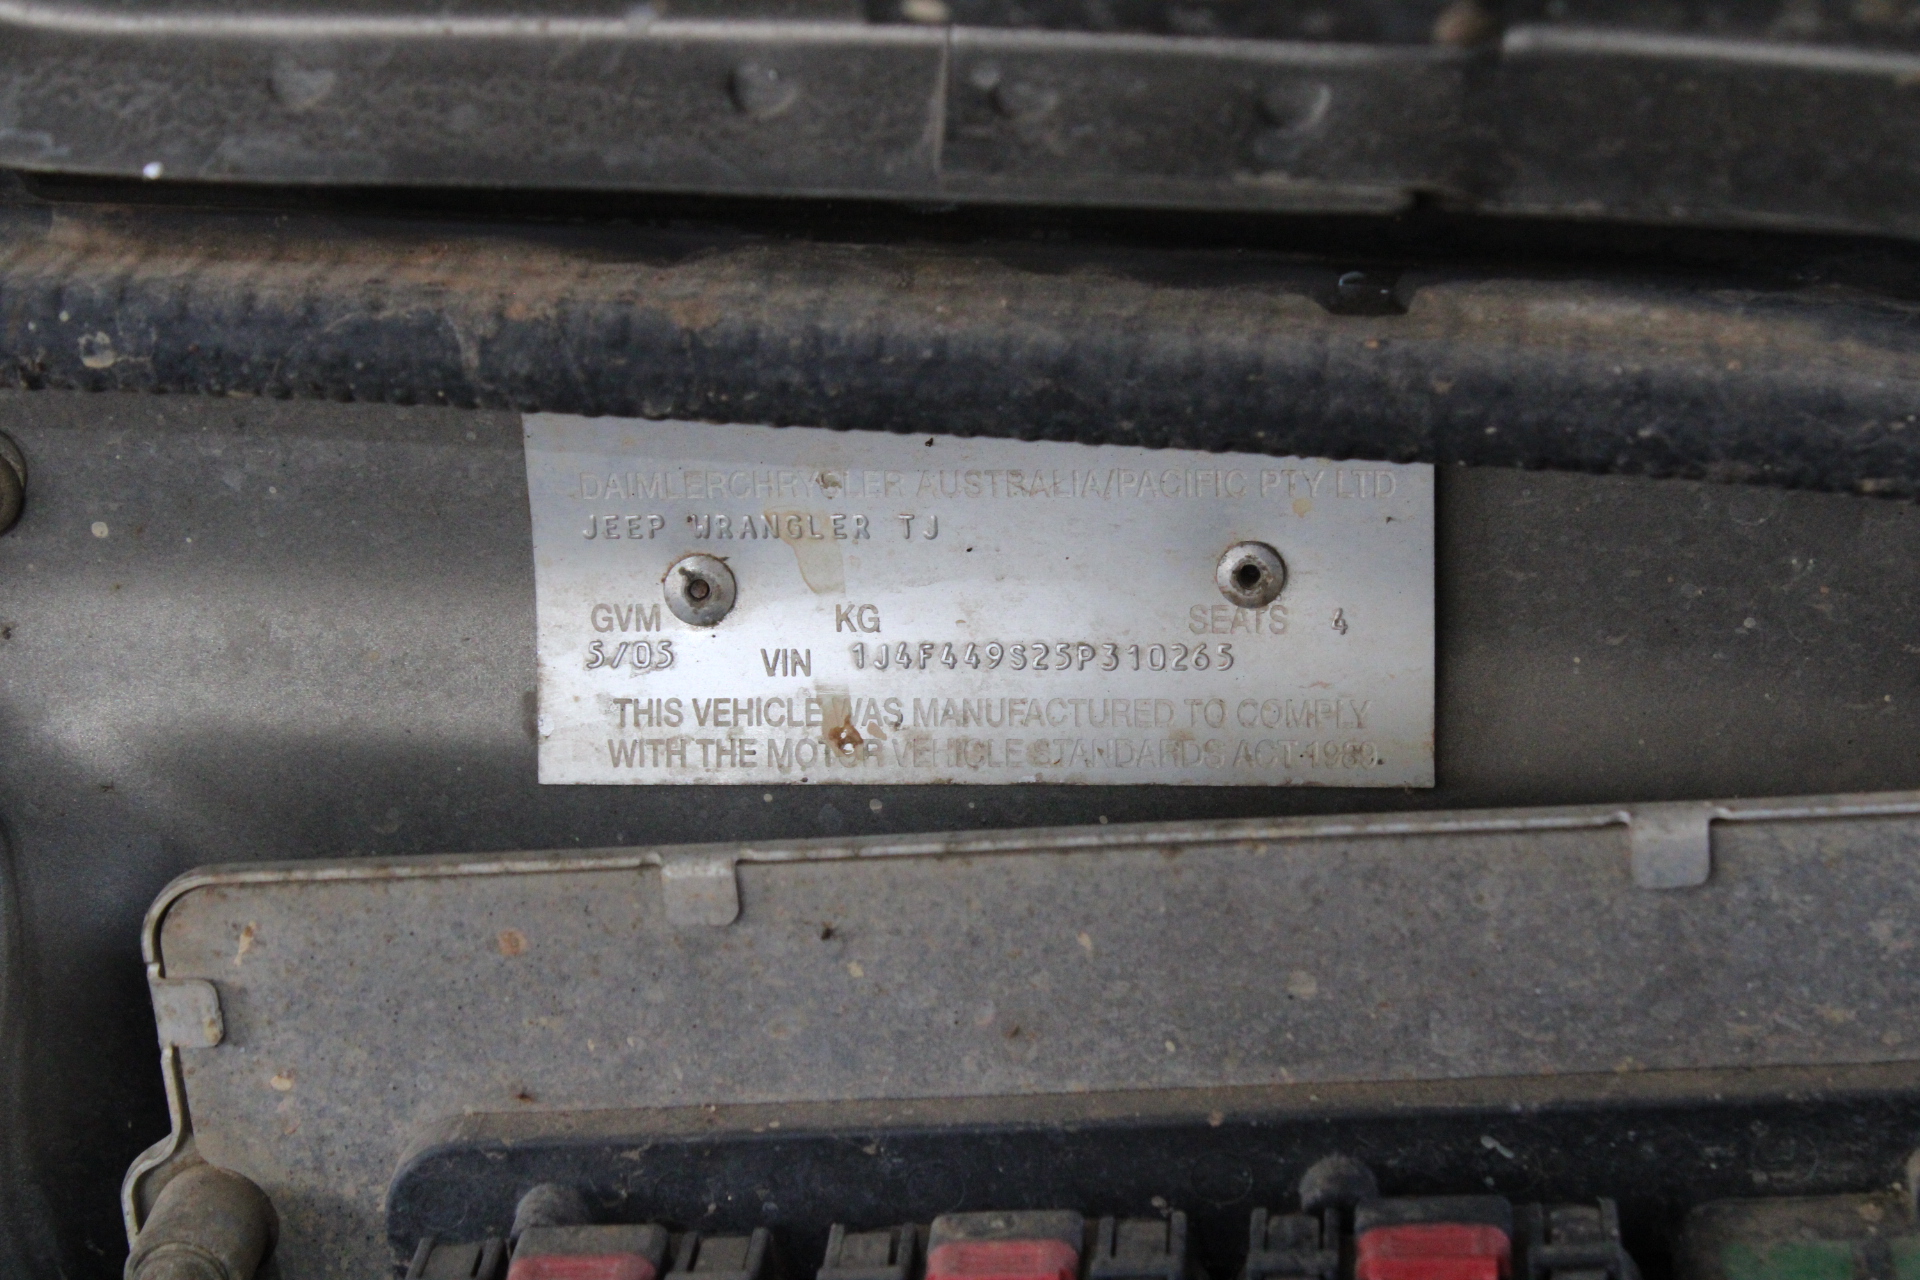 DAIMLERCHRYSLER AUSTRALIA/PACIFIC PTY LTD
JEEP WRANGLER TJ
GVM KG SEATS 4
5/05 VIN 1J4F449S25P310265
THIS VEHICLE WAS MANUFACTURED TO COMPLY
WITH THE MOTOR VEHICLE STANDARDS ACT 1989.